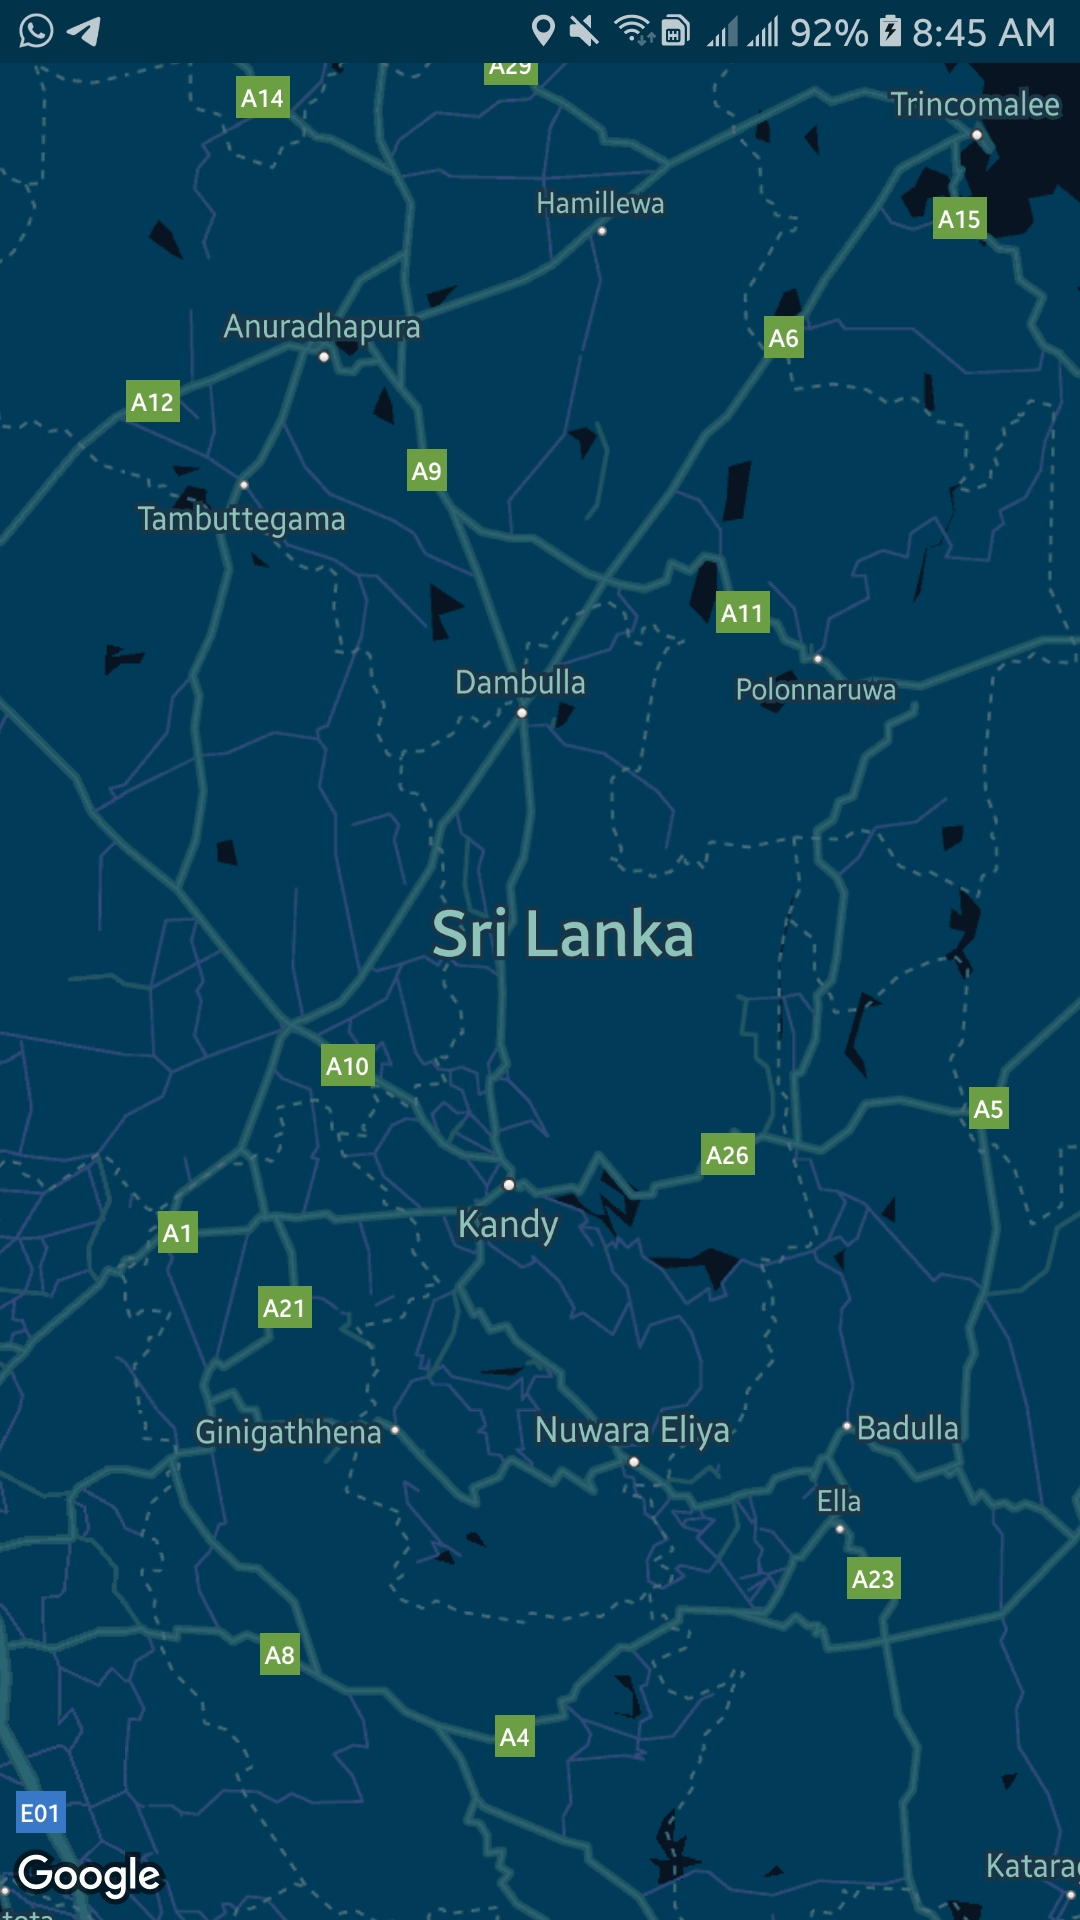 92% 8:45 AM
A29
A14
Trincomalee
Hamillewa
A15
Anuradhapura
A6
A12
A9
Tambuttegama
A11
Dambulla
Polonnaruwa
Sri Lanka
A10
A5
A26
Kandy
A1
A21
Ginigathhena
Nuwara Eliya
Badulla
Ella
A23
A8
A4
E01
Google
Katara